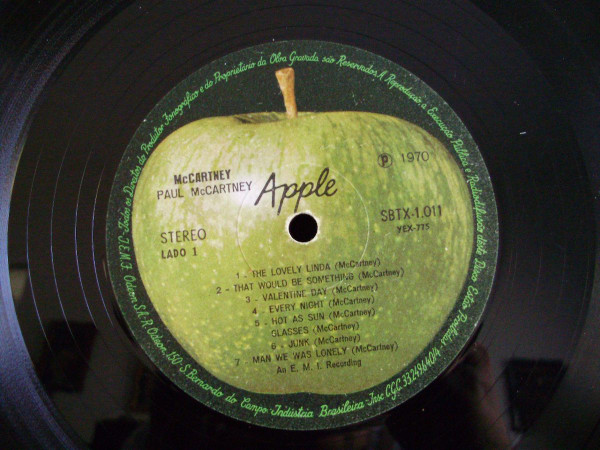 McCARTNEY
PAUL McCARTNEY
Apple
℗ 1970
STEREO
LADO 1
SBTX-1.011
YEX-775
1 - THE LOVELY LINDA (McCartney)
2 - THAT WOULD BE SOMETHING (McCartney)
3 - VALENTINE DAY (McCartney)
4 - EVERY NIGHT (McCartney)
5 - HOT AS SUN (McCartney)
GLASSES (McCartney)
6 - JUNK (McCartney)
7 - MAN WE WAS LONELY (McCartney)
An E. M. I. Recording
Todos os Direitos do Produtor Fonográfico e do Proprietário da Obra Gravada são Reservados. A Reprodução a Execução Pública e Radiodifusão deste Disco Estão Proibidas
Odeon, S. Bernardo do Campo - Indústria Brasileira - Insc. C.G.C. 33249640/4